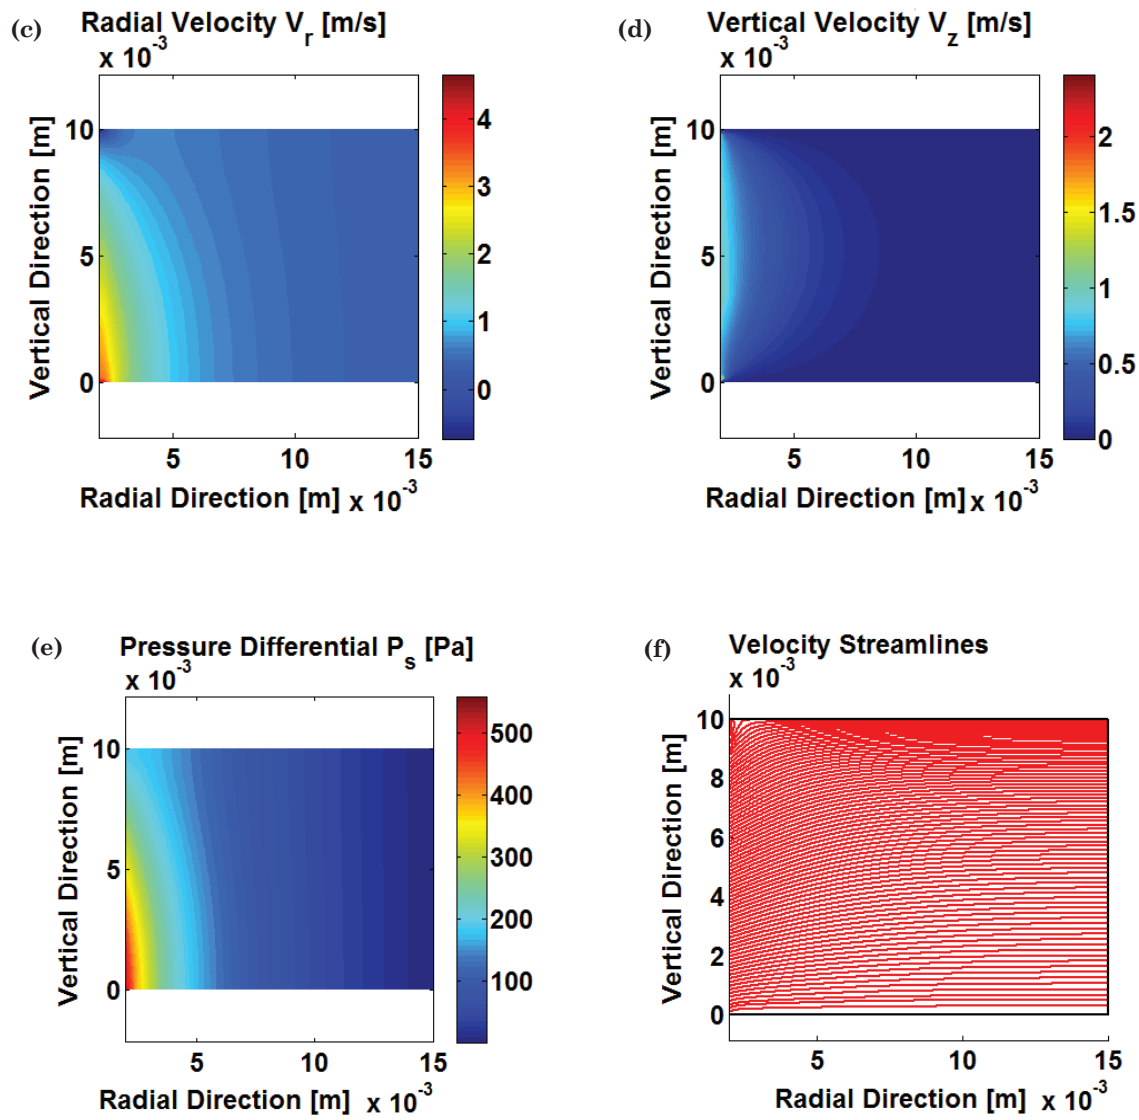 (c) Radial Velocity V_r [m/s]
x 10^-3
Vertical Direction [m]
10
5
0
5 10 15
Radial Direction [m] x 10^-3
4
3
2
1
0
(d) Vertical Velocity V_z [m/s]
x 10^-3
Vertical Direction [m]
10
5
0
5 10 15
Radial Direction [m] x 10^-3
2
1.5
1
0.5
0
(e) Pressure Differential P_s [Pa]
x 10^-3
Vertical Direction [m]
10
5
0
5 10 15
Radial Direction [m] x 10^-3
500
400
300
200
100
(f) Velocity Streamlines
x 10^-3
Vertical Direction [m]
10
8
6
4
2
0
5 10 15
Radial Direction [m] x 10^-3